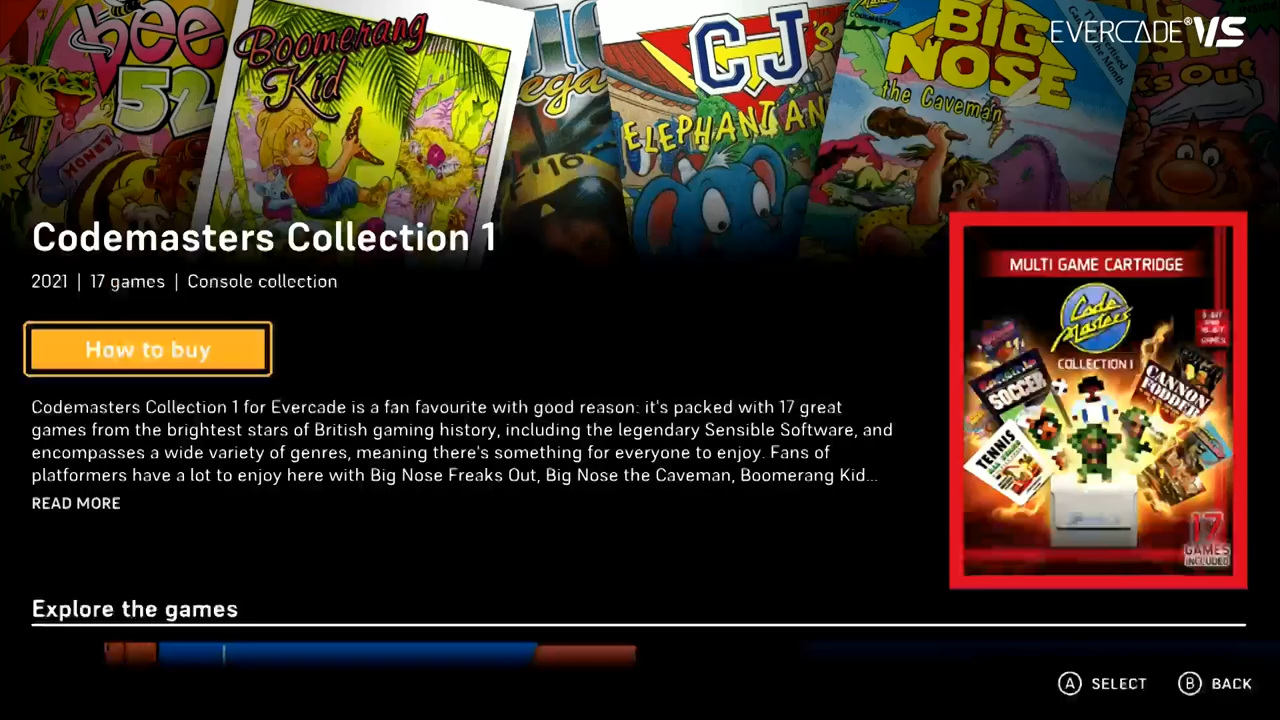 Bee
52
Boomerang
Kid
CJ's
ELEPHANT AN
BIG
NOSE
the Caveman
s Out
EVERCADE VS
Codemasters Collection 1
2021 | 17 games | Console collection
How to buy
Codemasters Collection 1 for Evercade is a fan favourite with good reason: it's packed with 17 great
games from the brightest stars of British gaming history, including the legendary Sensible Software, and
encompasses a wide variety of genres, meaning there's something for everyone to enjoy. Fans of
platformers have a lot to enjoy here with Big Nose Freaks Out, Big Nose the Caveman, Boomerang Kid...
READ MORE
MULTI GAME CARTRIDGE
Code
Masters
COLLECTION 1
SOCCER
CANNON
FODDER
TENNIS
17
GAMES
INCLUDED
Explore the games
A SELECT
B BACK